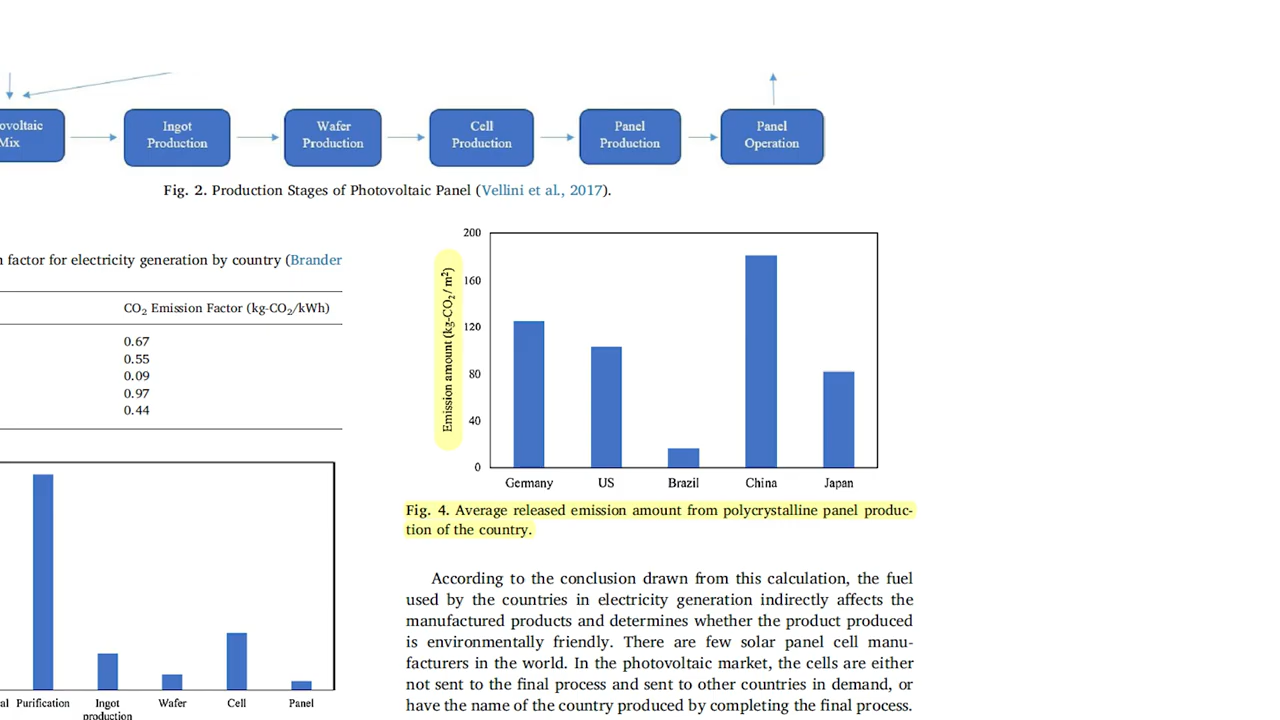 ovoltaic
Mix
Ingot
Production
Wafer
Production
Cell
Production
Panel
Production
Panel
Operation
Fig. 2. Production Stages of Photovoltaic Panel (Vellini et al., 2017).
factor for electricity generation by country (Brander
CO2 Emission Factor (kg-CO2/kWh)
0.67
0.55
0.09
0.97
0.44
Purification
Ingot
production
Wafer
Cell
Panel
Emission amount (kg-CO2/m2)
200
160
120
80
40
0
Germany
US
Brazil
China
Japan
Fig. 4. Average released emission amount from polycrystalline panel produc-
tion of the country.
According to the conclusion drawn from this calculation, the fuel
used by the countries in electricity generation indirectly affects the
manufactured products and determines whether the product produced
is environmentally friendly. There are few solar panel cell manu-
facturers in the world. In the photovoltaic market, the cells are either
not sent to the final process and sent to other countries in demand, or
have the name of the country produced by completing the final process.